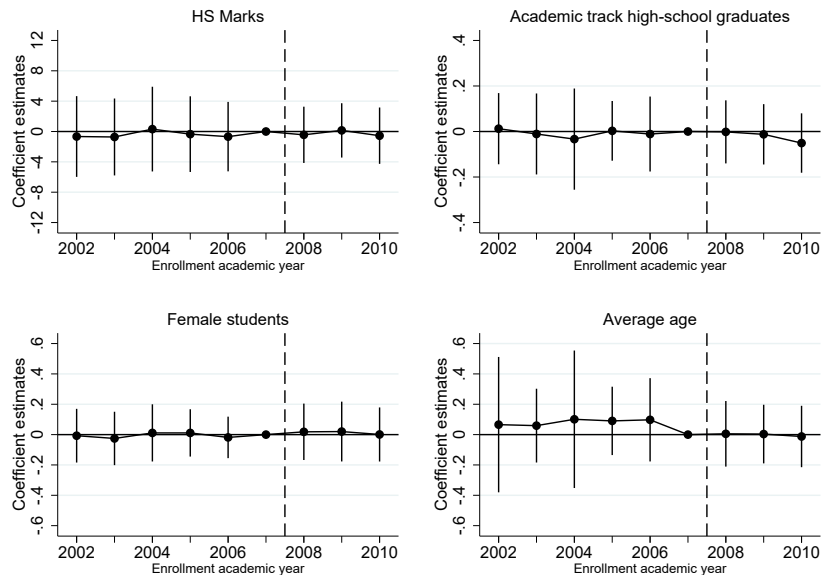 HS Marks
Coefficient estimates
12
8
4
0
-4
-8
-12
2002 2004 2006 2008 2010
Enrollment academic year
Academic track high-school graduates
Coefficient estimates
.4
.2
0
-.2
-.4
2002 2004 2006 2008 2010
Enrollment academic year
Female students
Coefficient estimates
.6
.4
.2
0
-.2
-.4
-.6
2002 2004 2006 2008 2010
Enrollment academic year
Average age
Coefficient estimates
.6
.4
.2
0
-.2
-.4
-.6
2002 2004 2006 2008 2010
Enrollment academic year